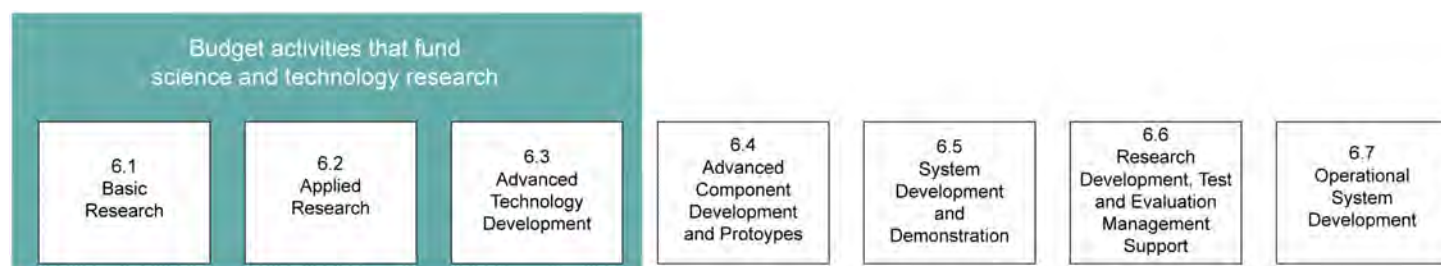 Budget activities that fund
science and technology research
6.1
Basic
Research
6.2
Applied
Research
6.3
Advanced
Technology
Development
6.4
Advanced
Component
Development
and Protoypes
6.5
System
Development
and
Demonstration
6.6
Research
Development, Test
and Evaluation
Management
Support
6.7
Operational
System
Development